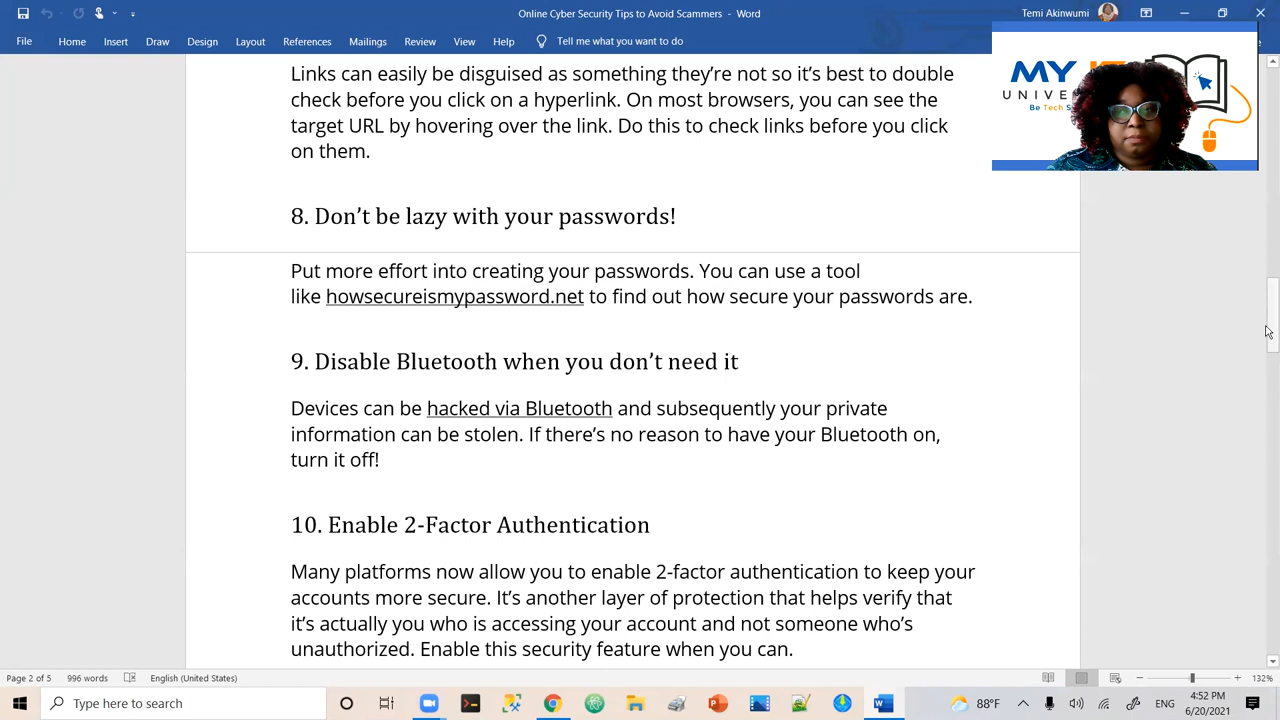 Online Cyber Security Tips to Avoid Scammers - Word
File Home Insert Draw Design Layout References Mailings Review View Help Tell me what you want to do
MY
UNIVE
Be Tech S
Links can easily be disguised as something they’re not so it’s best to double
check before you click on a hyperlink. On most browsers, you can see the
target URL by hovering over the link. Do this to check links before you click
on them.
8. Don’t be lazy with your passwords!
Put more effort into creating your passwords. You can use a tool
like howsecureismypassword.net to find out how secure your passwords are.
9. Disable Bluetooth when you don’t need it
Devices can be hacked via Bluetooth and subsequently your private
information can be stolen. If there’s no reason to have your Bluetooth on,
turn it off!
10. Enable 2-Factor Authentication
Many platforms now allow you to enable 2-factor authentication to keep your
accounts more secure. It’s another layer of protection that helps verify that
it’s actually you who is accessing your account and not someone who’s
unauthorized. Enable this security feature when you can.
Page 2 of 5 996 words English (United States) 132%
Type here to search 88°F ENG 4:52 PM
6/20/2021